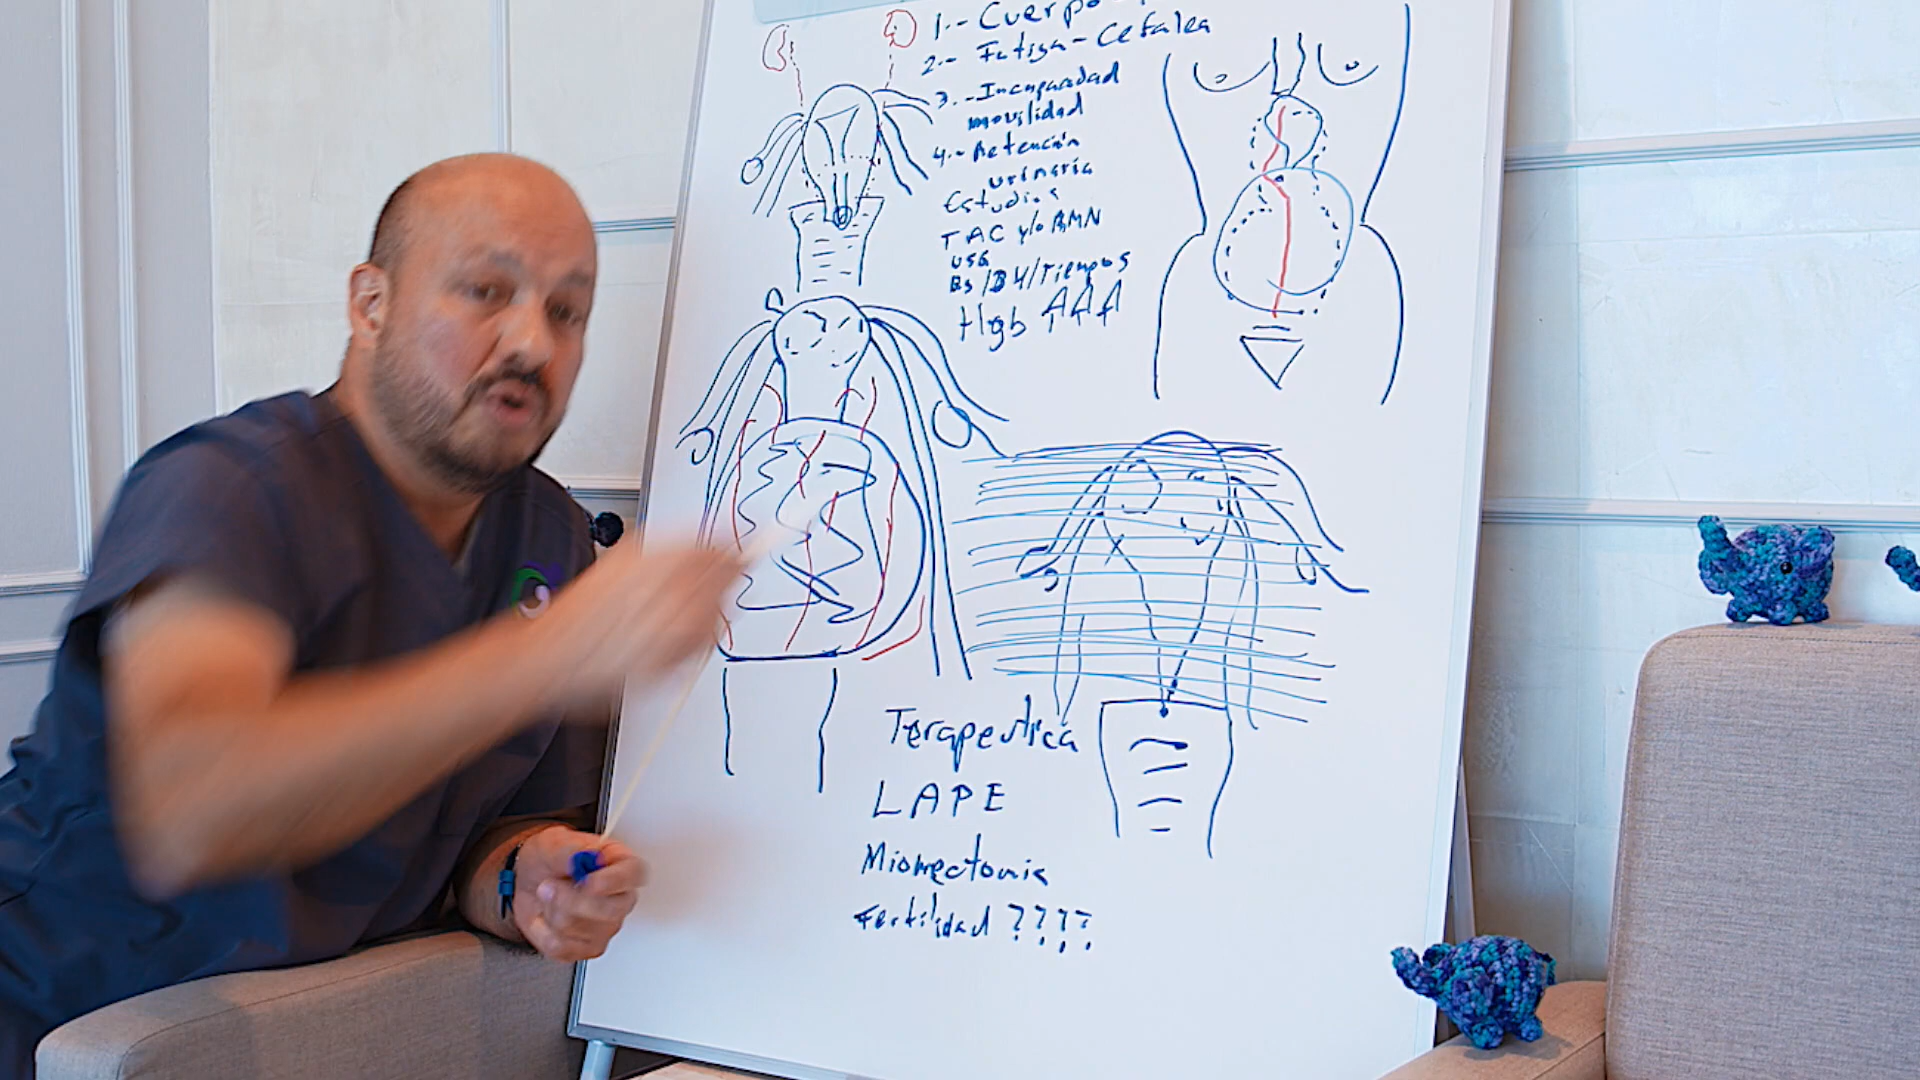 1.- Cuerpo
2.- Fatiga - Cefalea
3.- Incapacidad
movilidad
4.- Retención
urinaria
Estudios
TAC y/o RMN
USG
Bs/BH/Tiempos
Hgb AAA
Terapeutica
LAPE
Miomectomia
Fertilidad ????